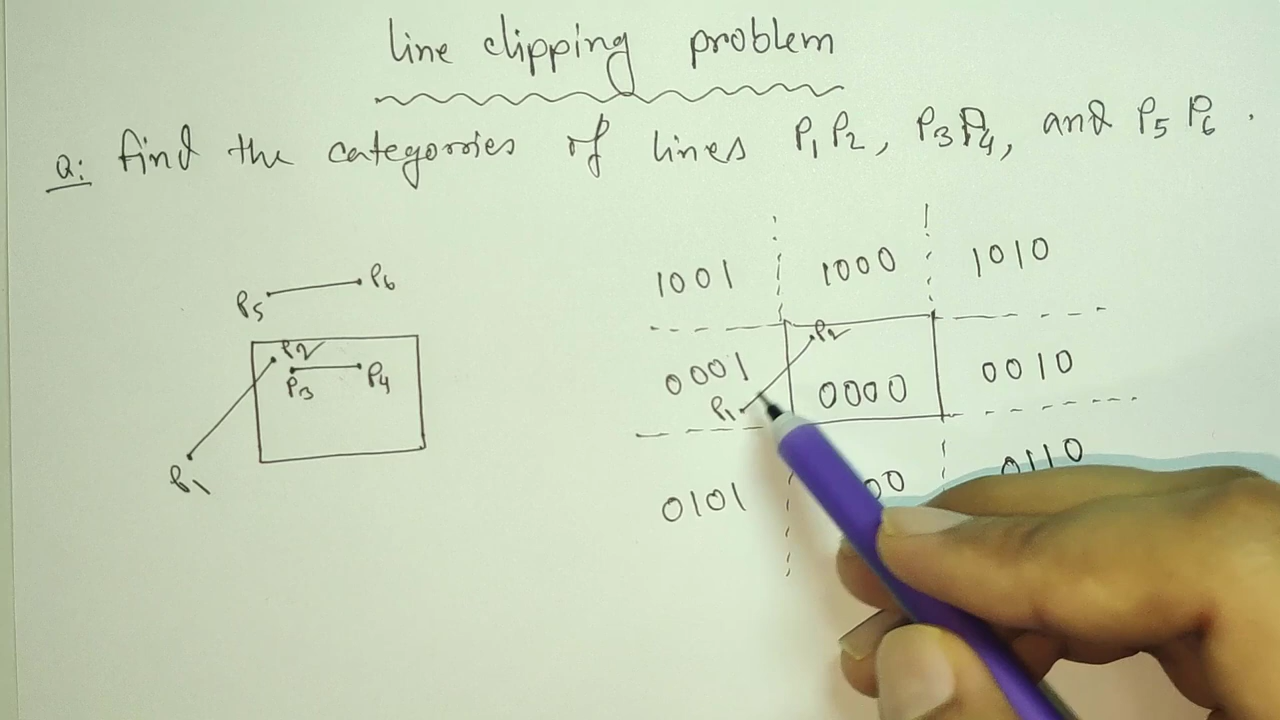 line clipping problem
Q: find the categories of lines P1P2, P3P4, and P5P6.
P5 P6
P2
P3 P4
P1
1001 1000 1010
P2
0001 0000 0010
P1
0101 00 0110